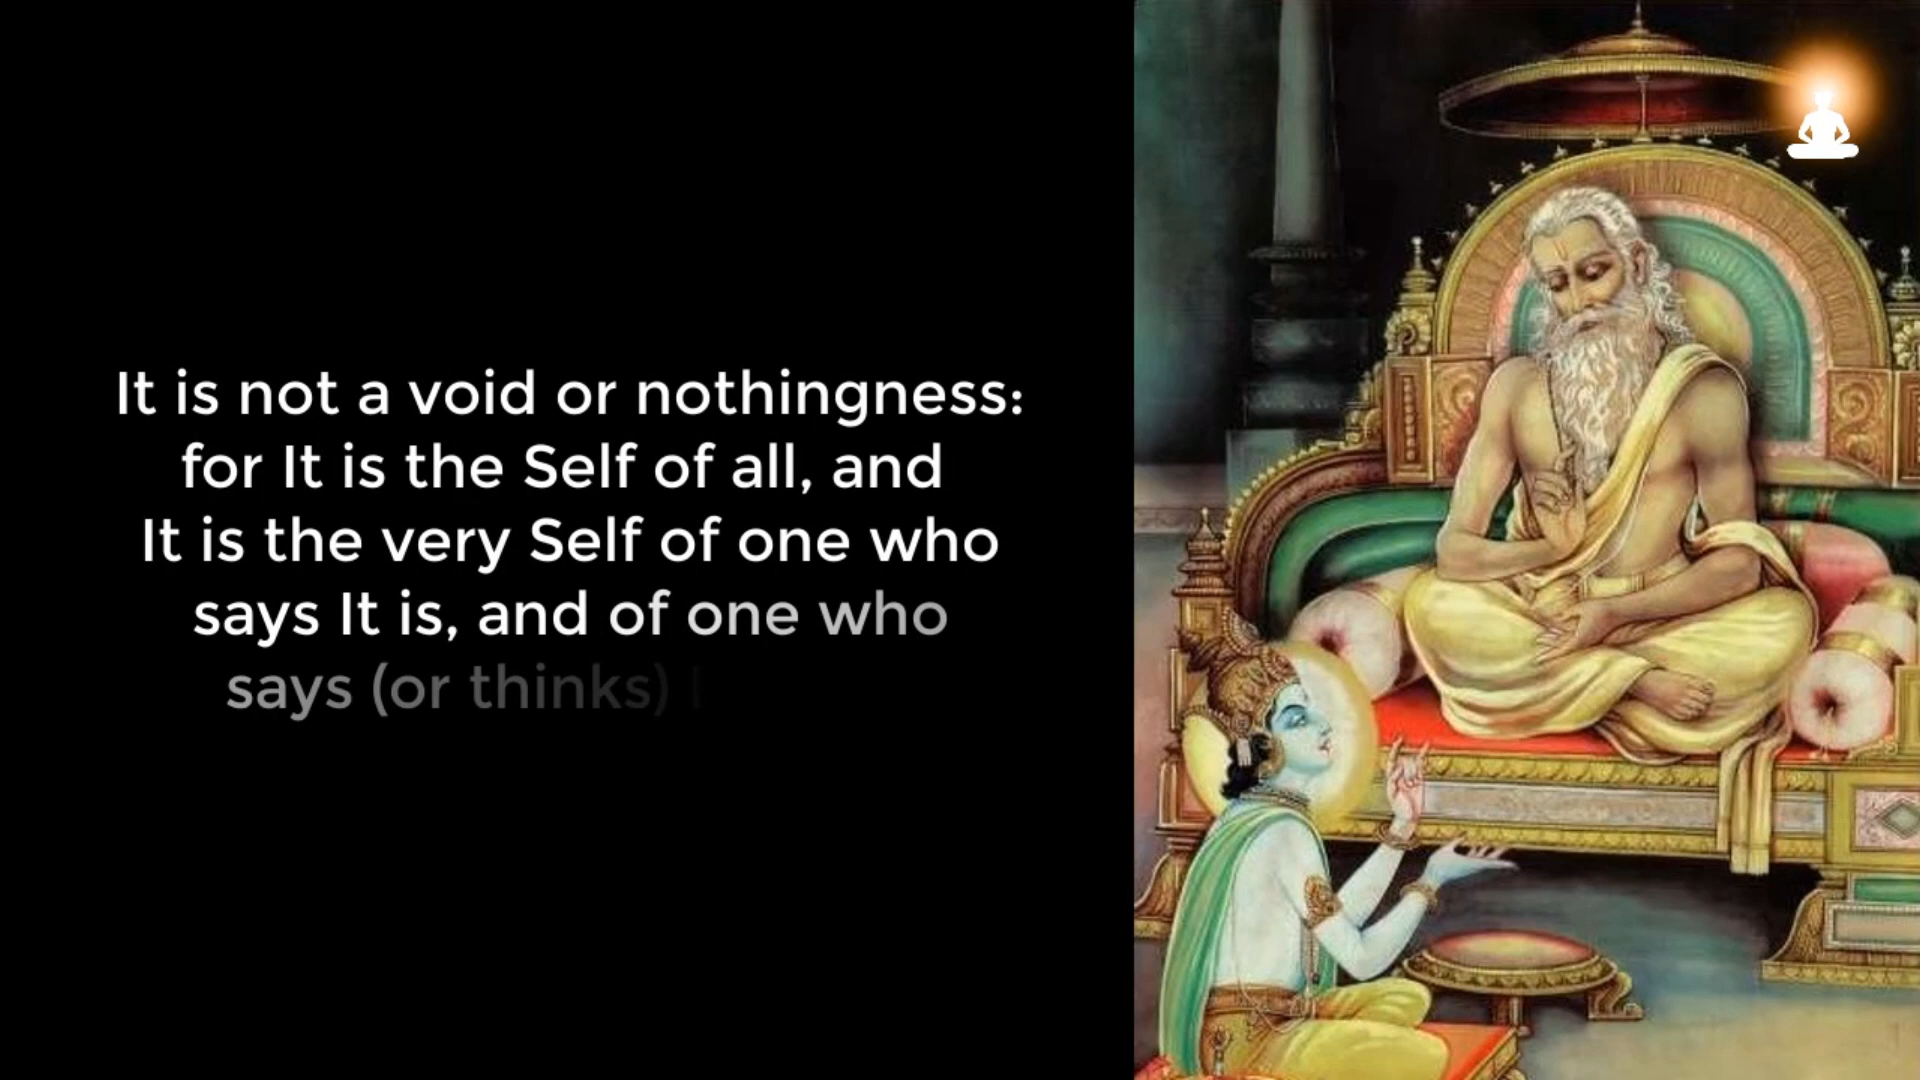 It is not a void or nothingness:
for It is the Self of all, and
It is the very Self of one who
says It is, and of one who
says (or thinks)